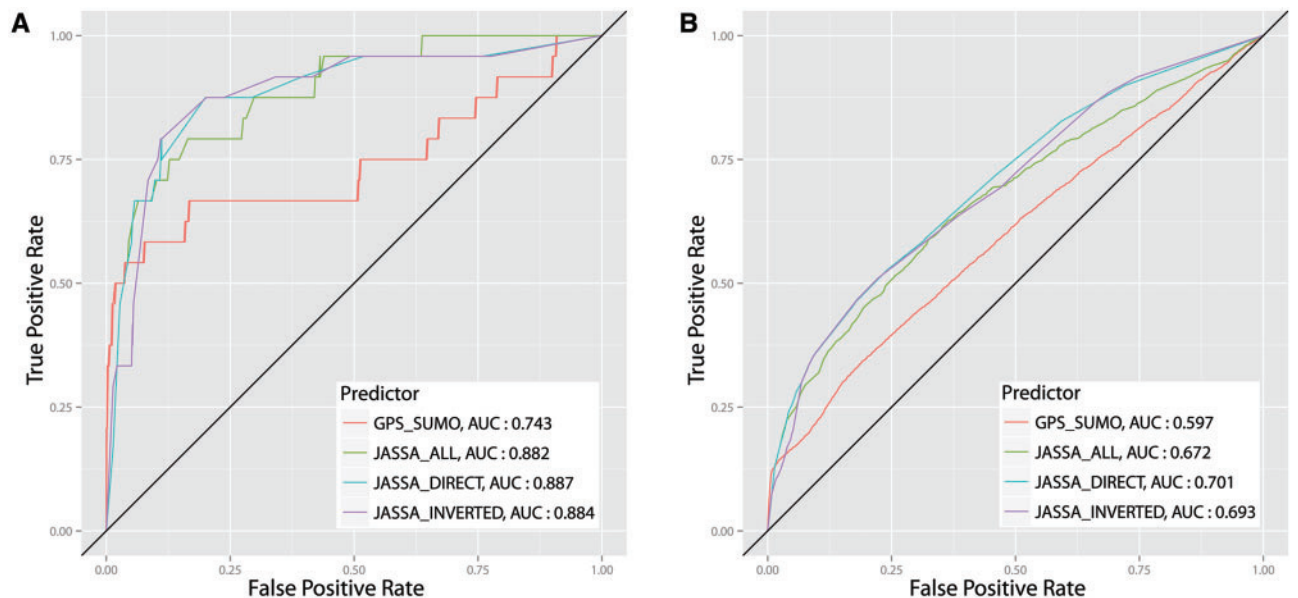 A
True Positive Rate
1.00
0.75
0.50
0.25
0.00
Predictor
GPS_SUMO, AUC : 0.743
JASSA_ALL, AUC : 0.882
JASSA_DIRECT, AUC : 0.887
JASSA_INVERTED, AUC : 0.884
0.00 0.25 0.50 0.75 1.00
False Positive Rate
B
True Positive Rate
1.00
0.75
0.50
0.25
0.00
Predictor
GPS_SUMO, AUC : 0.597
JASSA_ALL, AUC : 0.672
JASSA_DIRECT, AUC : 0.701
JASSA_INVERTED, AUC : 0.693
0.00 0.25 0.50 0.75 1.00
False Positive Rate